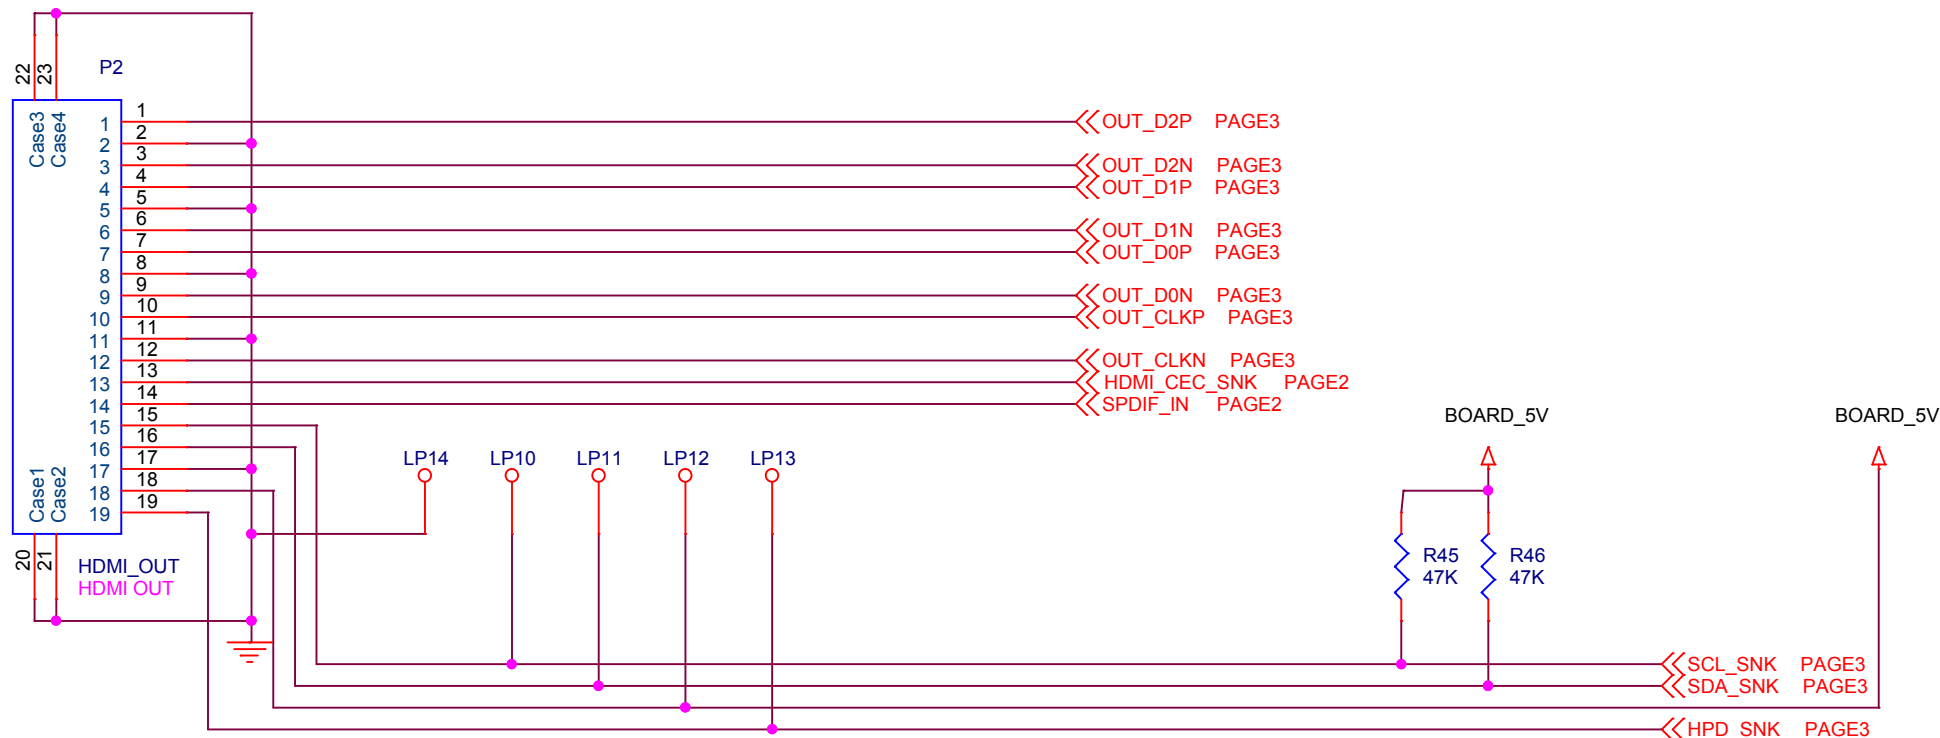 22
23
P2
Case3
Case4
1 1 OUT_D2P PAGE3
2 2
3 3 OUT_D2N PAGE3
4 4 OUT_D1P PAGE3
5 5
6 6 OUT_D1N PAGE3
7 7 OUT_D0P PAGE3
8 8
9 9 OUT_D0N PAGE3
10 10 OUT_CLKP PAGE3
11 11
12 12 OUT_CLKN PAGE3
13 13 HDMI_CEC_SNK PAGE2
14 14 SPDIF_IN PAGE2
15 15
16 16
17 17
18 18
19 19
Case1
Case2
20
21
HDMI_OUT
HDMI OUT
LP14 LP10 LP11 LP12 LP13
BOARD_5V BOARD_5V
R45 R46
47K 47K
SCL_SNK PAGE3
SDA_SNK PAGE3
HPD_SNK PAGE3